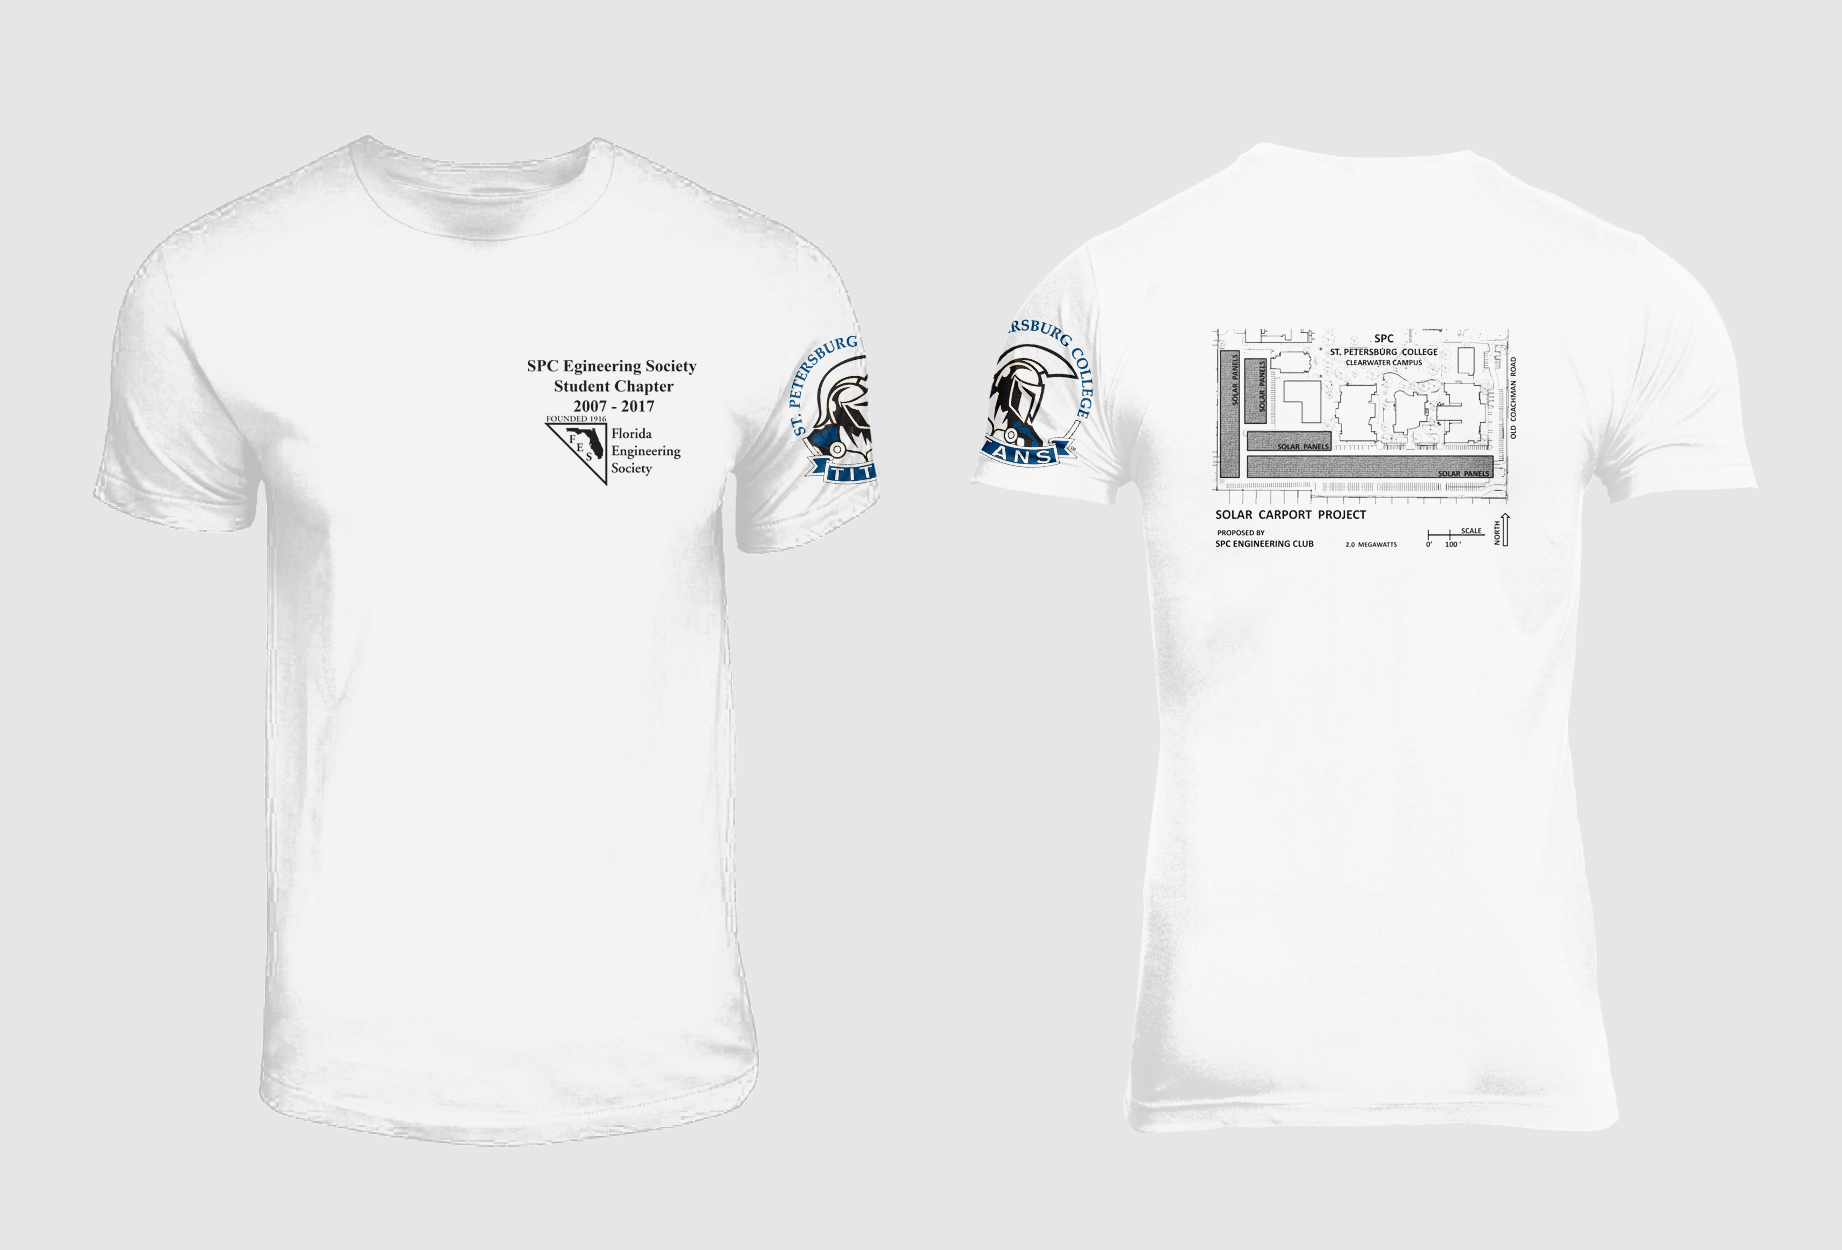 SPC Egineering Society
Student Chapter
2007 - 2017
FOUNDED 1916
F
E
S
Florida
Engineering
Society
ST. PETERSBURG
TIT
RSBURG COLLEGE
ANS
SPC
ST. PETERSBURG COLLEGE
CLEARWATER CAMPUS
SOLAR PANELS
SOLAR PANELS
SOLAR PANELS
SOLAR PANELS
OLD COACHMAN ROAD
SOLAR CARPORT PROJECT
PROPOSED BY
SPC ENGINEERING CLUB
2.0 MEGAWATTS
SCALE
0' 100 '
NORTH